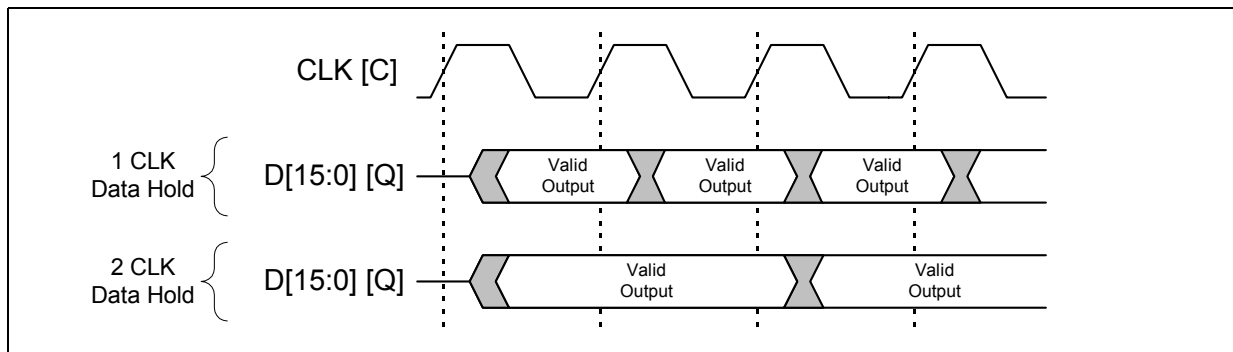 CLK [C]
1 CLK
Data Hold
D[15:0] [Q]
Valid
Output
Valid
Output
Valid
Output
2 CLK
Data Hold
D[15:0] [Q]
Valid
Output
Valid
Output